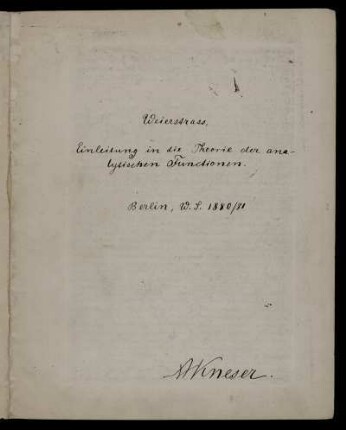 Weierstrass,
Einleitung in die Theorie der ana-
lytischen Functionen.
Berlin, W. S. 1880/81
AKneser.